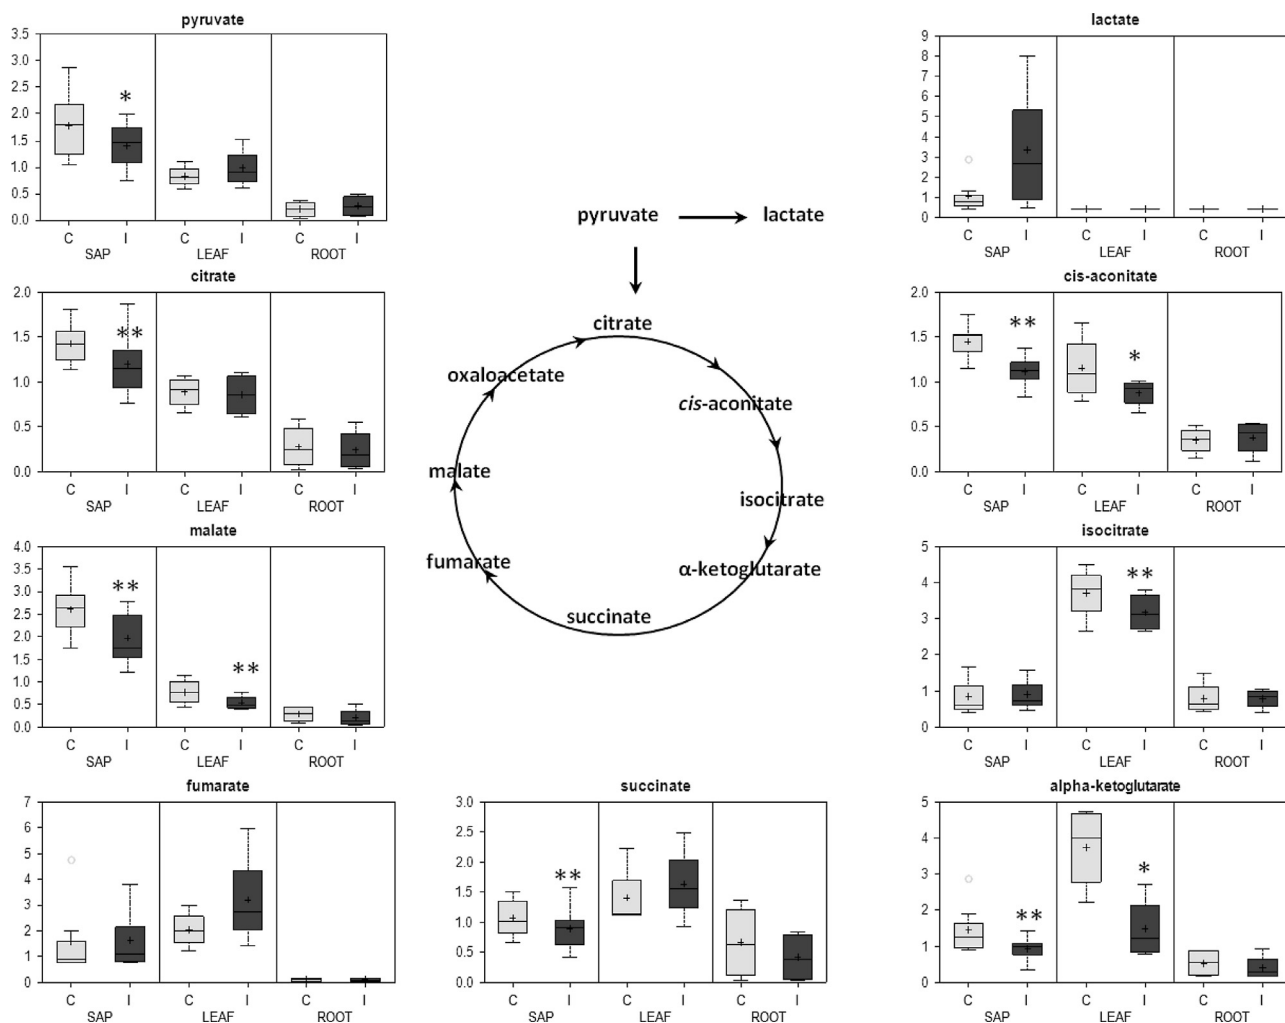 pyruvate
3.5
3.0
2.5
2.0
1.5
1.0
0.5
0.0
*
C I C I C I
SAP LEAF ROOT
lactate
9
8
7
6
5
4
3
2
1
0
C I C I C I
SAP LEAF ROOT
pyruvate lactate
citrate
oxaloacetate
cis-aconitate
malate
isocitrate
fumarate
α-ketoglutarate
succinate
citrate
2.0
1.5
1.0
0.5
0.0
**
C I C I C I
SAP LEAF ROOT
cis-aconitate
2.0
1.5
1.0
0.5
0.0
** *
C I C I C I
SAP LEAF ROOT
malate
4.0
3.5
3.0
2.5
2.0
1.5
1.0
0.5
0.0
**
**
C I C I C I
SAP LEAF ROOT
isocitrate
5
4
3
2
1
0
**
C I C I C I
SAP LEAF ROOT
fumarate
7
6
5
4
3
2
1
0
C I C I C I
SAP LEAF ROOT
succinate
3.0
2.5
2.0
1.5
1.0
0.5
0.0
**
C I C I C I
SAP LEAF ROOT
alpha-ketoglutarate
5
4
3
2
1
0
** *
C I C I C I
SAP LEAF ROOT